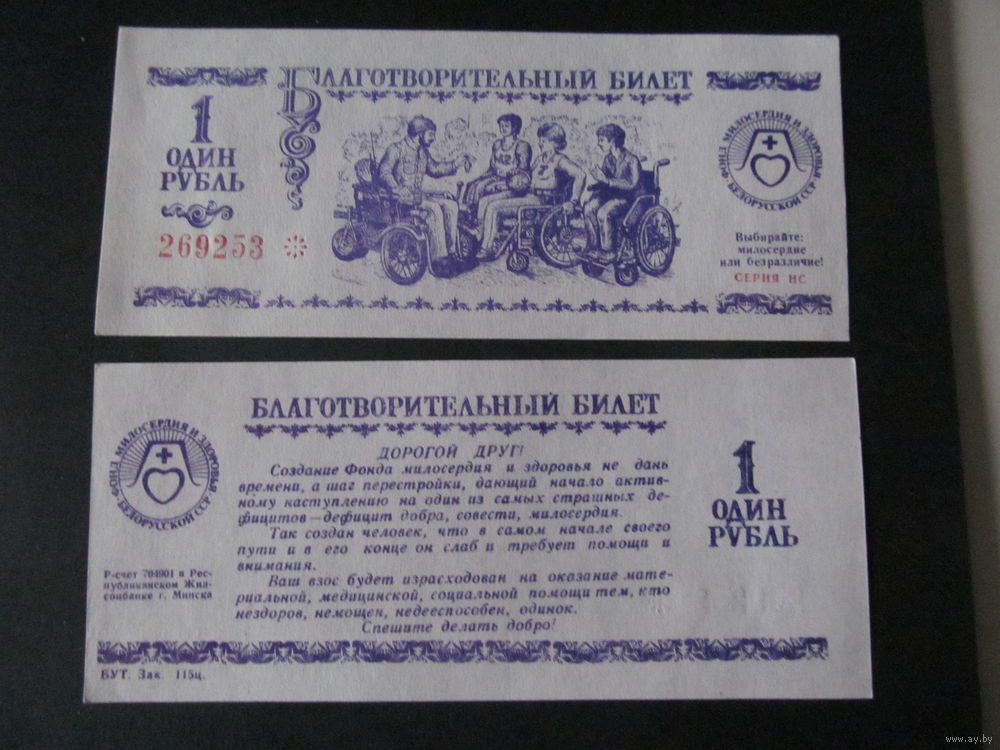 БЛАГОТВОРИТЕЛЬНЫЙ БИЛЕТ
1
ОДИН
РУБЛЬ
269253
ФОНД МИЛОСЕРДИЯ И ЗДОРОВЬЯ
БЕЛОРУССКОЙ ССР
Выбирайте:
милосердие
или безразличие!
СЕРИЯ НС
БЛАГОТВОРИТЕЛЬНЫЙ БИЛЕТ
ФОНД МИЛОСЕРДИЯ И ЗДОРОВЬЯ
БЕЛОРУССКОЙ ССР
Р-счет 704901 в Рес-
публиканском Жил-
соцбанке г. Минска
ДОРОГОЙ ДРУГ!
Создание Фонда милосердия и здоровья не дань
времени, а шаг перестройки, дающий начало актив-
ному наступлению на один из самых страшных де-
фицитов—дефицит добра, совести, милосердия.
Так создан человек, что в самом начале своего
пути и в его конце он слаб и требует помощи и
внимания.
Ваш взос будет израсходован на оказание мате-
риальной, медицинской, социальной помощи тем, кто
нездоров, немощен, недееспособен, одинок.
Спешите делать добро!
1
ОДИН
РУБЛЬ
БУТ. Зак. 115ц.
www.ay.by